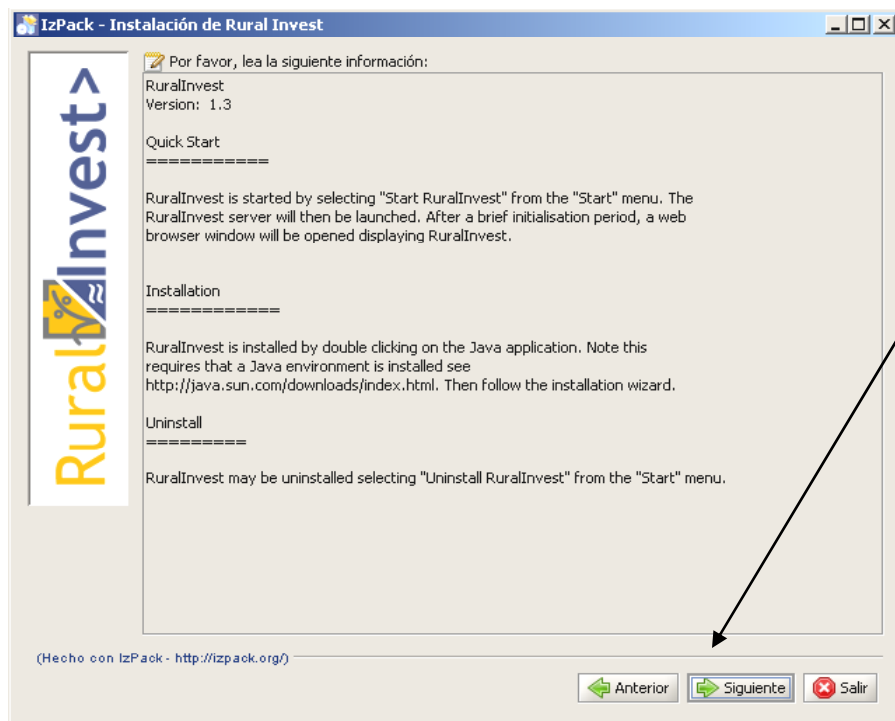 IzPack - Instalación de Rural Invest
Rural Invest>
Por favor, lea la siguiente información:
RuralInvest
Version: 1.3
Quick Start
===========
RuralInvest is started by selecting "Start RuralInvest" from the "Start" menu. The
RuralInvest server will then be launched. After a brief initialisation period, a web
browser window will be opened displaying RuralInvest.
Installation
============
RuralInvest is installed by double clicking on the Java application. Note this
requires that a Java environment is installed see
http://java.sun.com/downloads/index.html. Then follow the installation wizard.
Uninstall
=========
RuralInvest may be uninstalled selecting "Uninstall RuralInvest" from the "Start" menu.
(Hecho con IzPack - http://izpack.org/)
Anterior
Siguiente
Salir